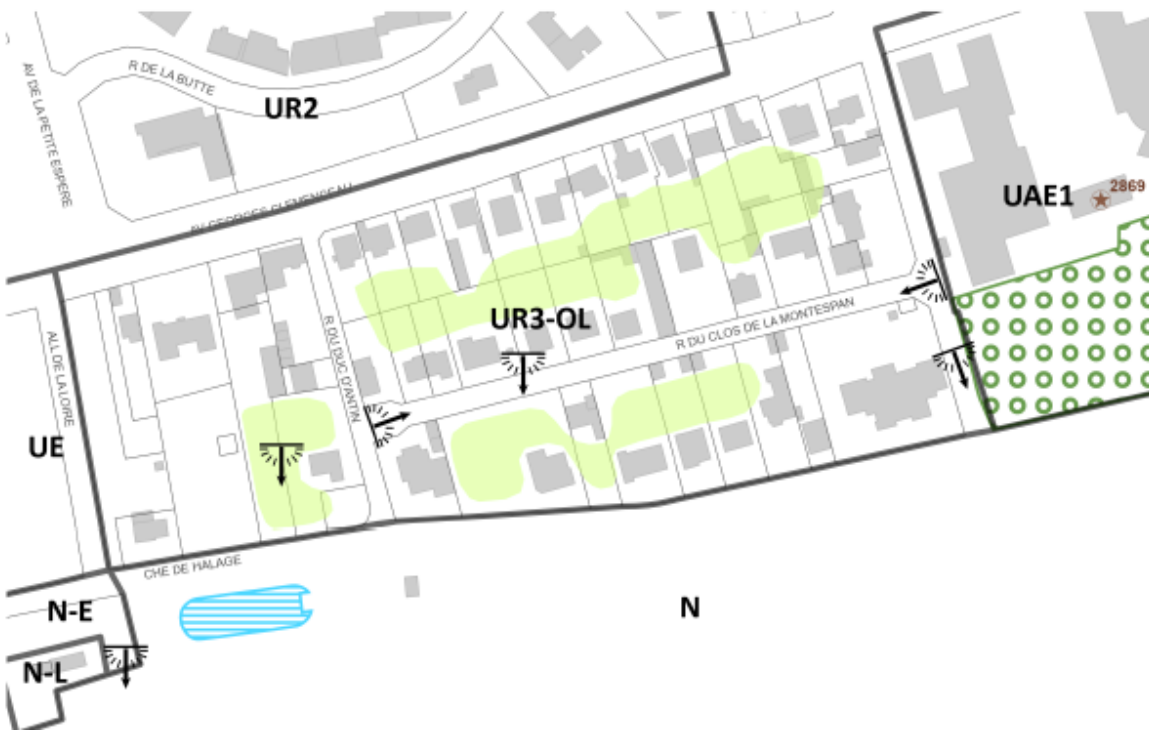 R DE LA BUTTE
AV DE LA PETITE ESPERE
UR2
UAE1
2869
AV GEORGES CLEMENCEAU
UR3-OL
R DU CLOS DE LA MONTESPAN
R DU DUC D'ANTIN
ALL DE LA LOIRE
UE
CHE DE HALAGE
N-E
N
N-L